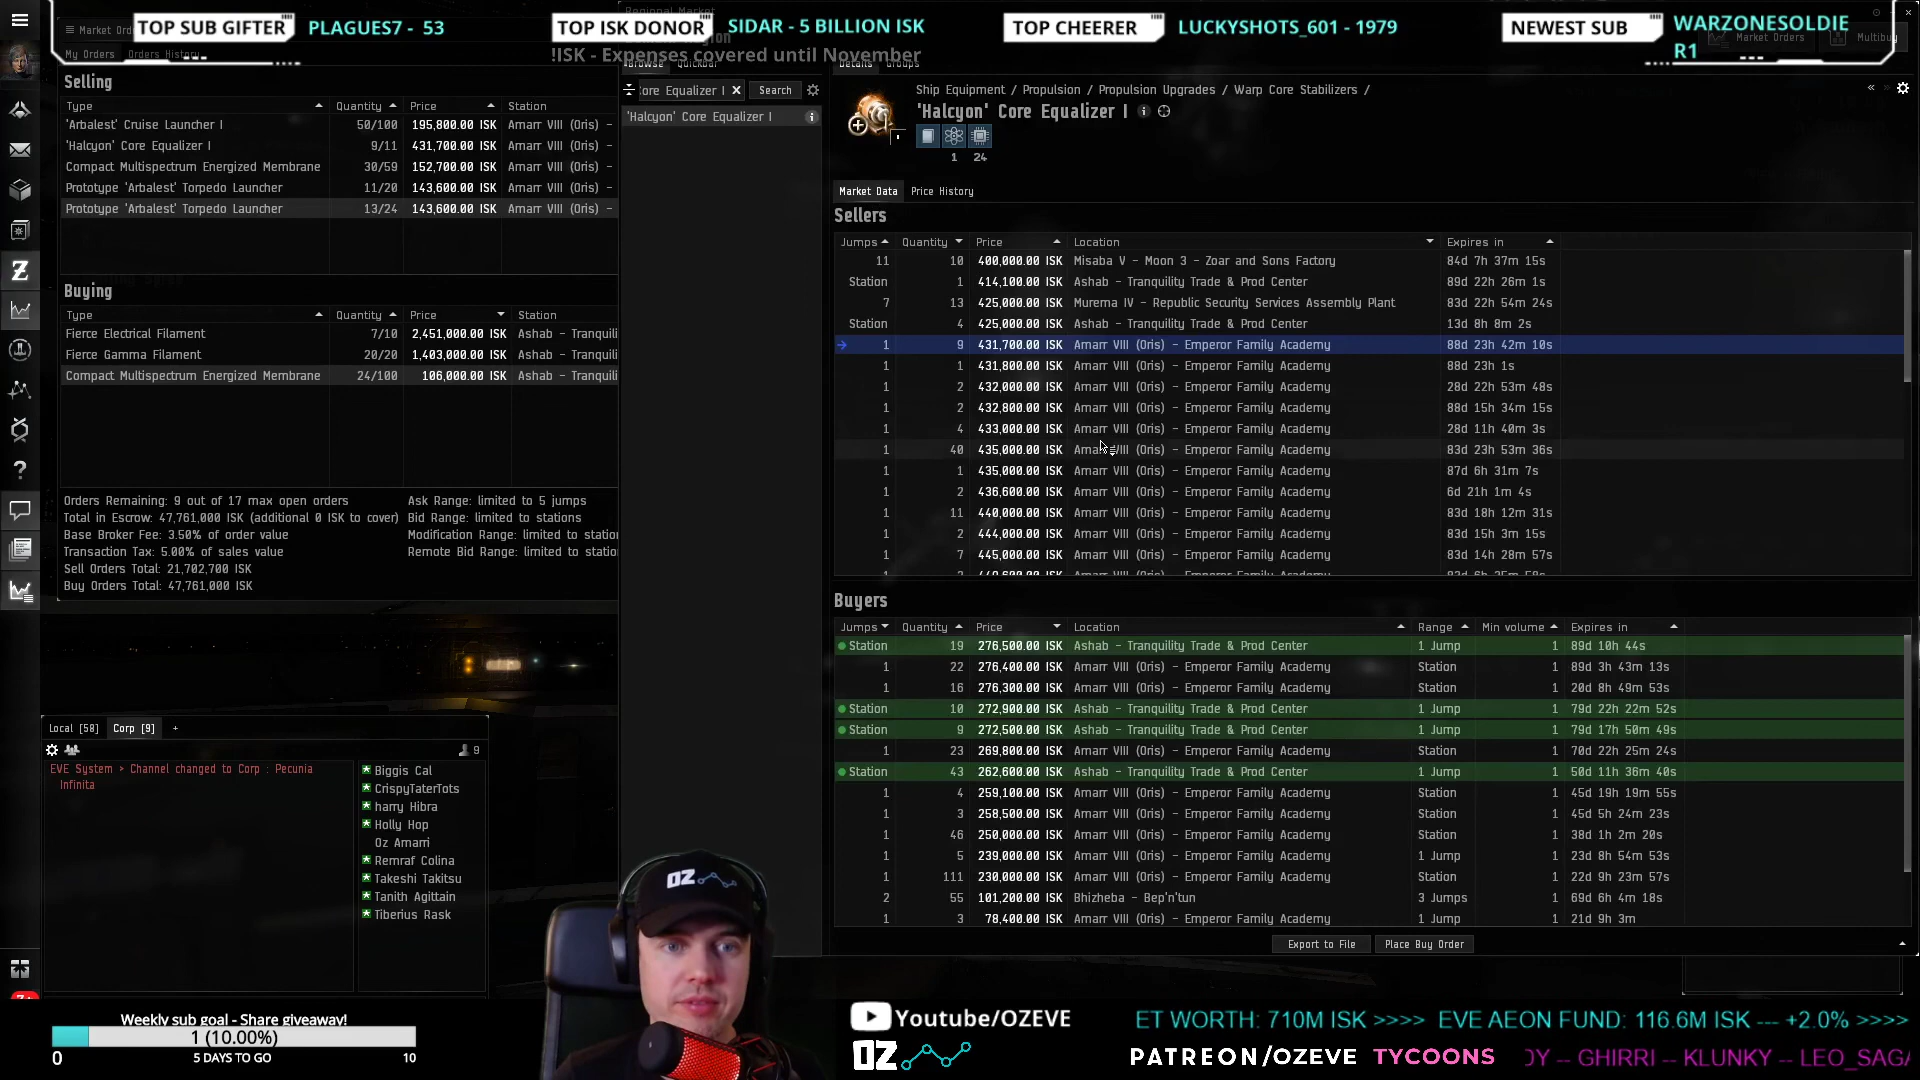 TOP SUB GIFTER PLAGUES7 - 53
TOP ISK DONOR SIDAR - 5 BILLION ISK
TOP CHEERER LUCKYSHOTS_601 - 1979
NEWEST SUB WARZONESOLDIE
R1
!ISK - Expenses covered until November
My Orders Orders History
Market Orders Multibuy
Selling
Type Quantity Price Station
'Arbalest' Cruise Launcher I 50/100 195,800.00 ISK Amarr VIII (Oris) -
'Halcyon' Core Equalizer I 9/11 431,700.00 ISK Amarr VIII (Oris) -
Compact Multispectrum Energized Membrane 30/59 152,700.00 ISK Amarr VIII (Oris) -
Prototype 'Arbalest' Torpedo Launcher 11/20 143,600.00 ISK Amarr VIII (Oris) -
Prototype 'Arbalest' Torpedo Launcher 13/24 143,600.00 ISK Amarr VIII (Oris) -
Buying
Type Quantity Price Station
Fierce Electrical Filament 7/10 2,451,000.00 ISK Ashab - Tranquili
Fierce Gamma Filament 20/20 1,403,000.00 ISK Ashab - Tranquili
Compact Multispectrum Energized Membrane 24/100 106,000.00 ISK Ashab - Tranquili
Orders Remaining: 9 out of 17 max open orders
Total in Escrow: 47,761,000 ISK (additional 0 ISK to cover)
Base Broker Fee: 3.50% of order value
Transaction Tax: 5.00% of sales value
Sell Orders Total: 21,702,700 ISK
Buy Orders Total: 47,761,000 ISK
Ask Range: limited to 5 jumps
Bid Range: limited to stations
Modification Range: limited to statio
Remote Bid Range: limited to statio
ore Equalizer I Search
'Halcyon' Core Equalizer I
Ship Equipment / Propulsion / Propulsion Upgrades / Warp Core Stabilizers /
'Halcyon' Core Equalizer I
1 24
Market Data Price History
Sellers
Jumps Quantity Price Location Expires in
11 10 400,000.00 ISK Misaba V - Moon 3 - Zoar and Sons Factory 84d 7h 37m 15s
Station 1 414,100.00 ISK Ashab - Tranquility Trade & Prod Center 89d 22h 26m 1s
7 13 425,000.00 ISK Murema IV - Republic Security Services Assembly Plant 83d 22h 54m 24s
Station 4 425,000.00 ISK Ashab - Tranquility Trade & Prod Center 13d 8h 8m 2s
1 9 431,700.00 ISK Amarr VIII (Oris) - Emperor Family Academy 88d 23h 42m 10s
1 1 431,800.00 ISK Amarr VIII (Oris) - Emperor Family Academy 88d 23h 1s
1 2 432,000.00 ISK Amarr VIII (Oris) - Emperor Family Academy 28d 22h 53m 48s
1 2 432,800.00 ISK Amarr VIII (Oris) - Emperor Family Academy 88d 15h 34m 15s
1 4 433,000.00 ISK Amarr VIII (Oris) - Emperor Family Academy 28d 11h 40m 3s
1 40 435,000.00 ISK Amarr VIII (Oris) - Emperor Family Academy 83d 23h 53m 36s
1 1 435,000.00 ISK Amarr VIII (Oris) - Emperor Family Academy 87d 6h 31m 7s
1 2 436,600.00 ISK Amarr VIII (Oris) - Emperor Family Academy 6d 21h 1m 4s
1 11 440,000.00 ISK Amarr VIII (Oris) - Emperor Family Academy 83d 18h 12m 31s
1 2 444,000.00 ISK Amarr VIII (Oris) - Emperor Family Academy 83d 15h 3m 15s
1 7 445,000.00 ISK Amarr VIII (Oris) - Emperor Family Academy 83d 14h 28m 57s
Buyers
Jumps Quantity Price Location Range Min volume Expires in
Station 19 276,500.00 ISK Ashab - Tranquility Trade & Prod Center 1 Jump 1 89d 10h 44s
1 22 276,400.00 ISK Amarr VIII (Oris) - Emperor Family Academy Station 1 89d 3h 43m 13s
1 16 276,300.00 ISK Amarr VIII (Oris) - Emperor Family Academy Station 1 20d 8h 49m 53s
Station 10 272,900.00 ISK Ashab - Tranquility Trade & Prod Center 1 Jump 1 79d 22h 22m 52s
Station 9 272,500.00 ISK Ashab - Tranquility Trade & Prod Center 1 Jump 1 79d 17h 50m 49s
1 23 269,800.00 ISK Amarr VIII (Oris) - Emperor Family Academy Station 1 70d 22h 25m 24s
Station 43 262,600.00 ISK Ashab - Tranquility Trade & Prod Center 1 Jump 1 50d 11h 36m 40s
1 4 259,100.00 ISK Amarr VIII (Oris) - Emperor Family Academy Station 1 45d 19h 19m 55s
1 3 258,500.00 ISK Amarr VIII (Oris) - Emperor Family Academy Station 1 45d 5h 24m 23s
1 46 250,000.00 ISK Amarr VIII (Oris) - Emperor Family Academy Station 1 38d 1h 2m 20s
1 5 239,000.00 ISK Amarr VIII (Oris) - Emperor Family Academy 1 Jump 1 23d 8h 54m 53s
1 111 230,000.00 ISK Amarr VIII (Oris) - Emperor Family Academy Station 1 22d 9h 23m 57s
2 55 101,200.00 ISK Bhizheba - Bep'n'tun 3 Jumps 1 69d 6h 4m 18s
1 3 78,400.00 ISK Amarr VIII (Oris) - Emperor Family Academy 1 Jump 1 21d 9h 3m
Export to File Place Buy Order
Local [58] Corp [9] +
9
EVE System > Channel changed to Corp : Pecunia
Infinita
Biggis Cal
CrispyTaterTots
harry Hibra
Holly Hop
Oz Amarri
Remraf Colina
Takeshi Takitsu
Tanith Agittain
Tiberius Rask
OZ
Weekly sub goal - Share giveaway!
1 (10.00%)
0 5 DAYS TO GO 10
Youtube/OZEVE
OZ
ET WORTH: 710M ISK >>>> EVE AEON FUND: 116.6M ISK --- +2.0% >>>>
PATREON/OZEVE TYCOONS DY -- GHIRRI -- KLUNKY -- LEO_SAGA